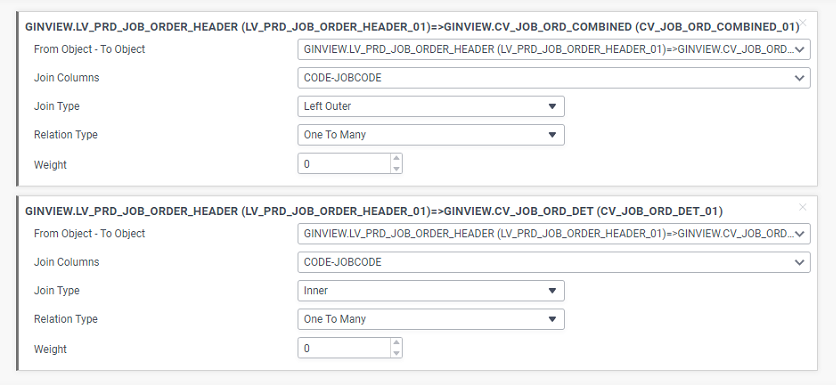 GINVIEW.LV_PRD_JOB_ORDER_HEADER (LV_PRD_JOB_ORDER_HEADER_01)=>GINVIEW.CV_JOB_ORD_COMBINED (CV_JOB_ORD_COMBINED_01)
From Object - To Object GINVIEW.LV_PRD_JOB_ORDER_HEADER (LV_PRD_JOB_ORDER_HEADER_01)=>GINVIEW.CV_JOB_ORD...
Join Columns CODE-JOBCODE
Join Type Left Outer
Relation Type One To Many
Weight 0
GINVIEW.LV_PRD_JOB_ORDER_HEADER (LV_PRD_JOB_ORDER_HEADER_01)=>GINVIEW.CV_JOB_ORD_DET (CV_JOB_ORD_DET_01)
From Object - To Object GINVIEW.LV_PRD_JOB_ORDER_HEADER (LV_PRD_JOB_ORDER_HEADER_01)=>GINVIEW.CV_JOB_ORD...
Join Columns CODE-JOBCODE
Join Type Inner
Relation Type One To Many
Weight 0